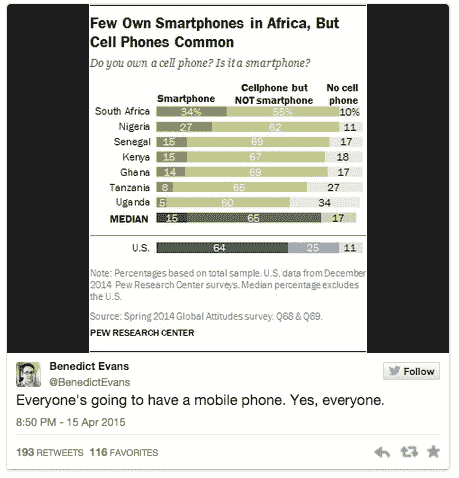 Few Own Smartphones in Africa, But
Cell Phones Common
Do you own a cell phone? Is it a smartphone?
Smartphone Cellphone but NOT smartphone No cell phone
South Africa 34% 55% 10%
Nigeria 27 62 11
Senegal 15 69 17
Kenya 15 67 18
Ghana 14 69 17
Tanzania 8 65 27
Uganda 5 60 34
MEDIAN 15 65 17
U.S. 64 25 11
Note: Percentages based on total sample. U.S. data from December
2014 Pew Research Center surveys. Median percentage excludes
the U.S.
Source: Spring 2014 Global Attitudes survey. Q68 & Q69.
PEW RESEARCH CENTER
Benedict Evans
@BenedictEvans
Follow
Everyone's going to have a mobile phone. Yes, everyone.
8:50 PM - 15 Apr 2015
193 RETWEETS 116 FAVORITES